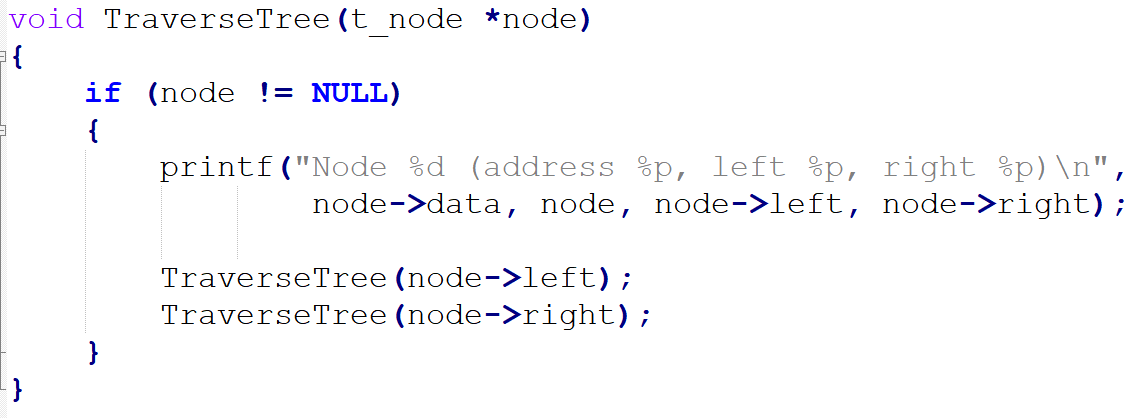 void TraverseTree(t_node *node)
{
    if (node != NULL)
    {
        printf("Node %d (address %p, left %p, right %p)\n",
                node->data, node, node->left, node->right);

        TraverseTree(node->left);
        TraverseTree(node->right);
    }
}